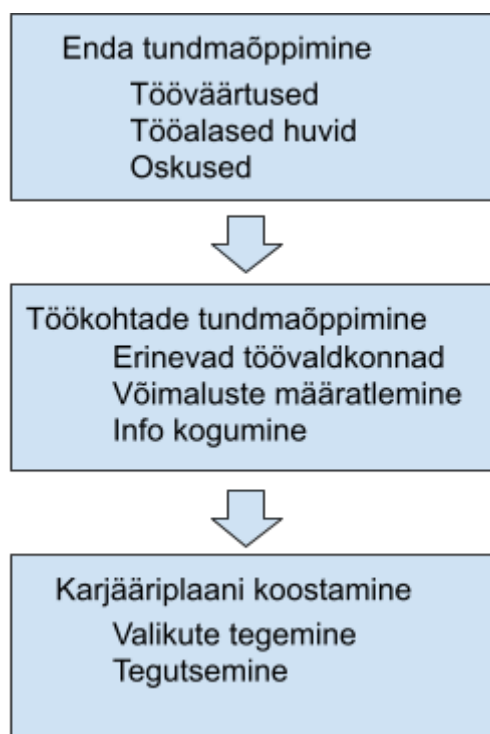 Enda tundmaõppimine
Tööväärtused
Tööalased huvid
Oskused
Töökohtade tundmaõppimine
Erinevad töövaldkonnad
Võimaluste määratlemine
Info kogumine
Karjääriplaani koostamine
Valikute tegemine
Tegutsemine